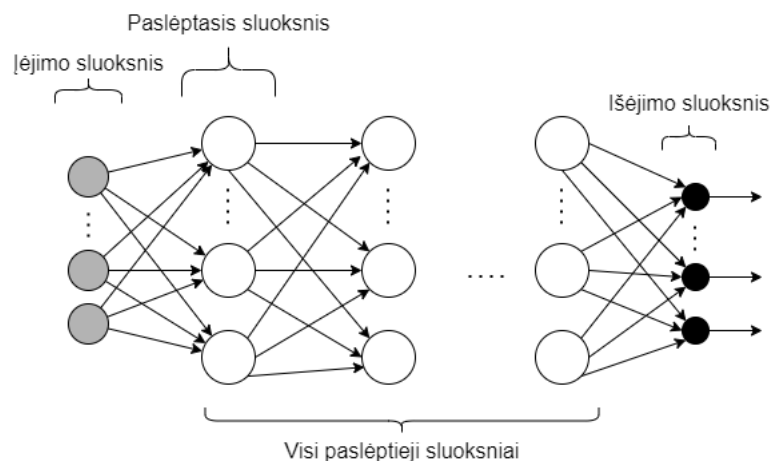 Paslėptasis sluoksnis
Įėjimo sluoksnis
Išėjimo sluoksnis
Visi paslėptieji sluoksniai